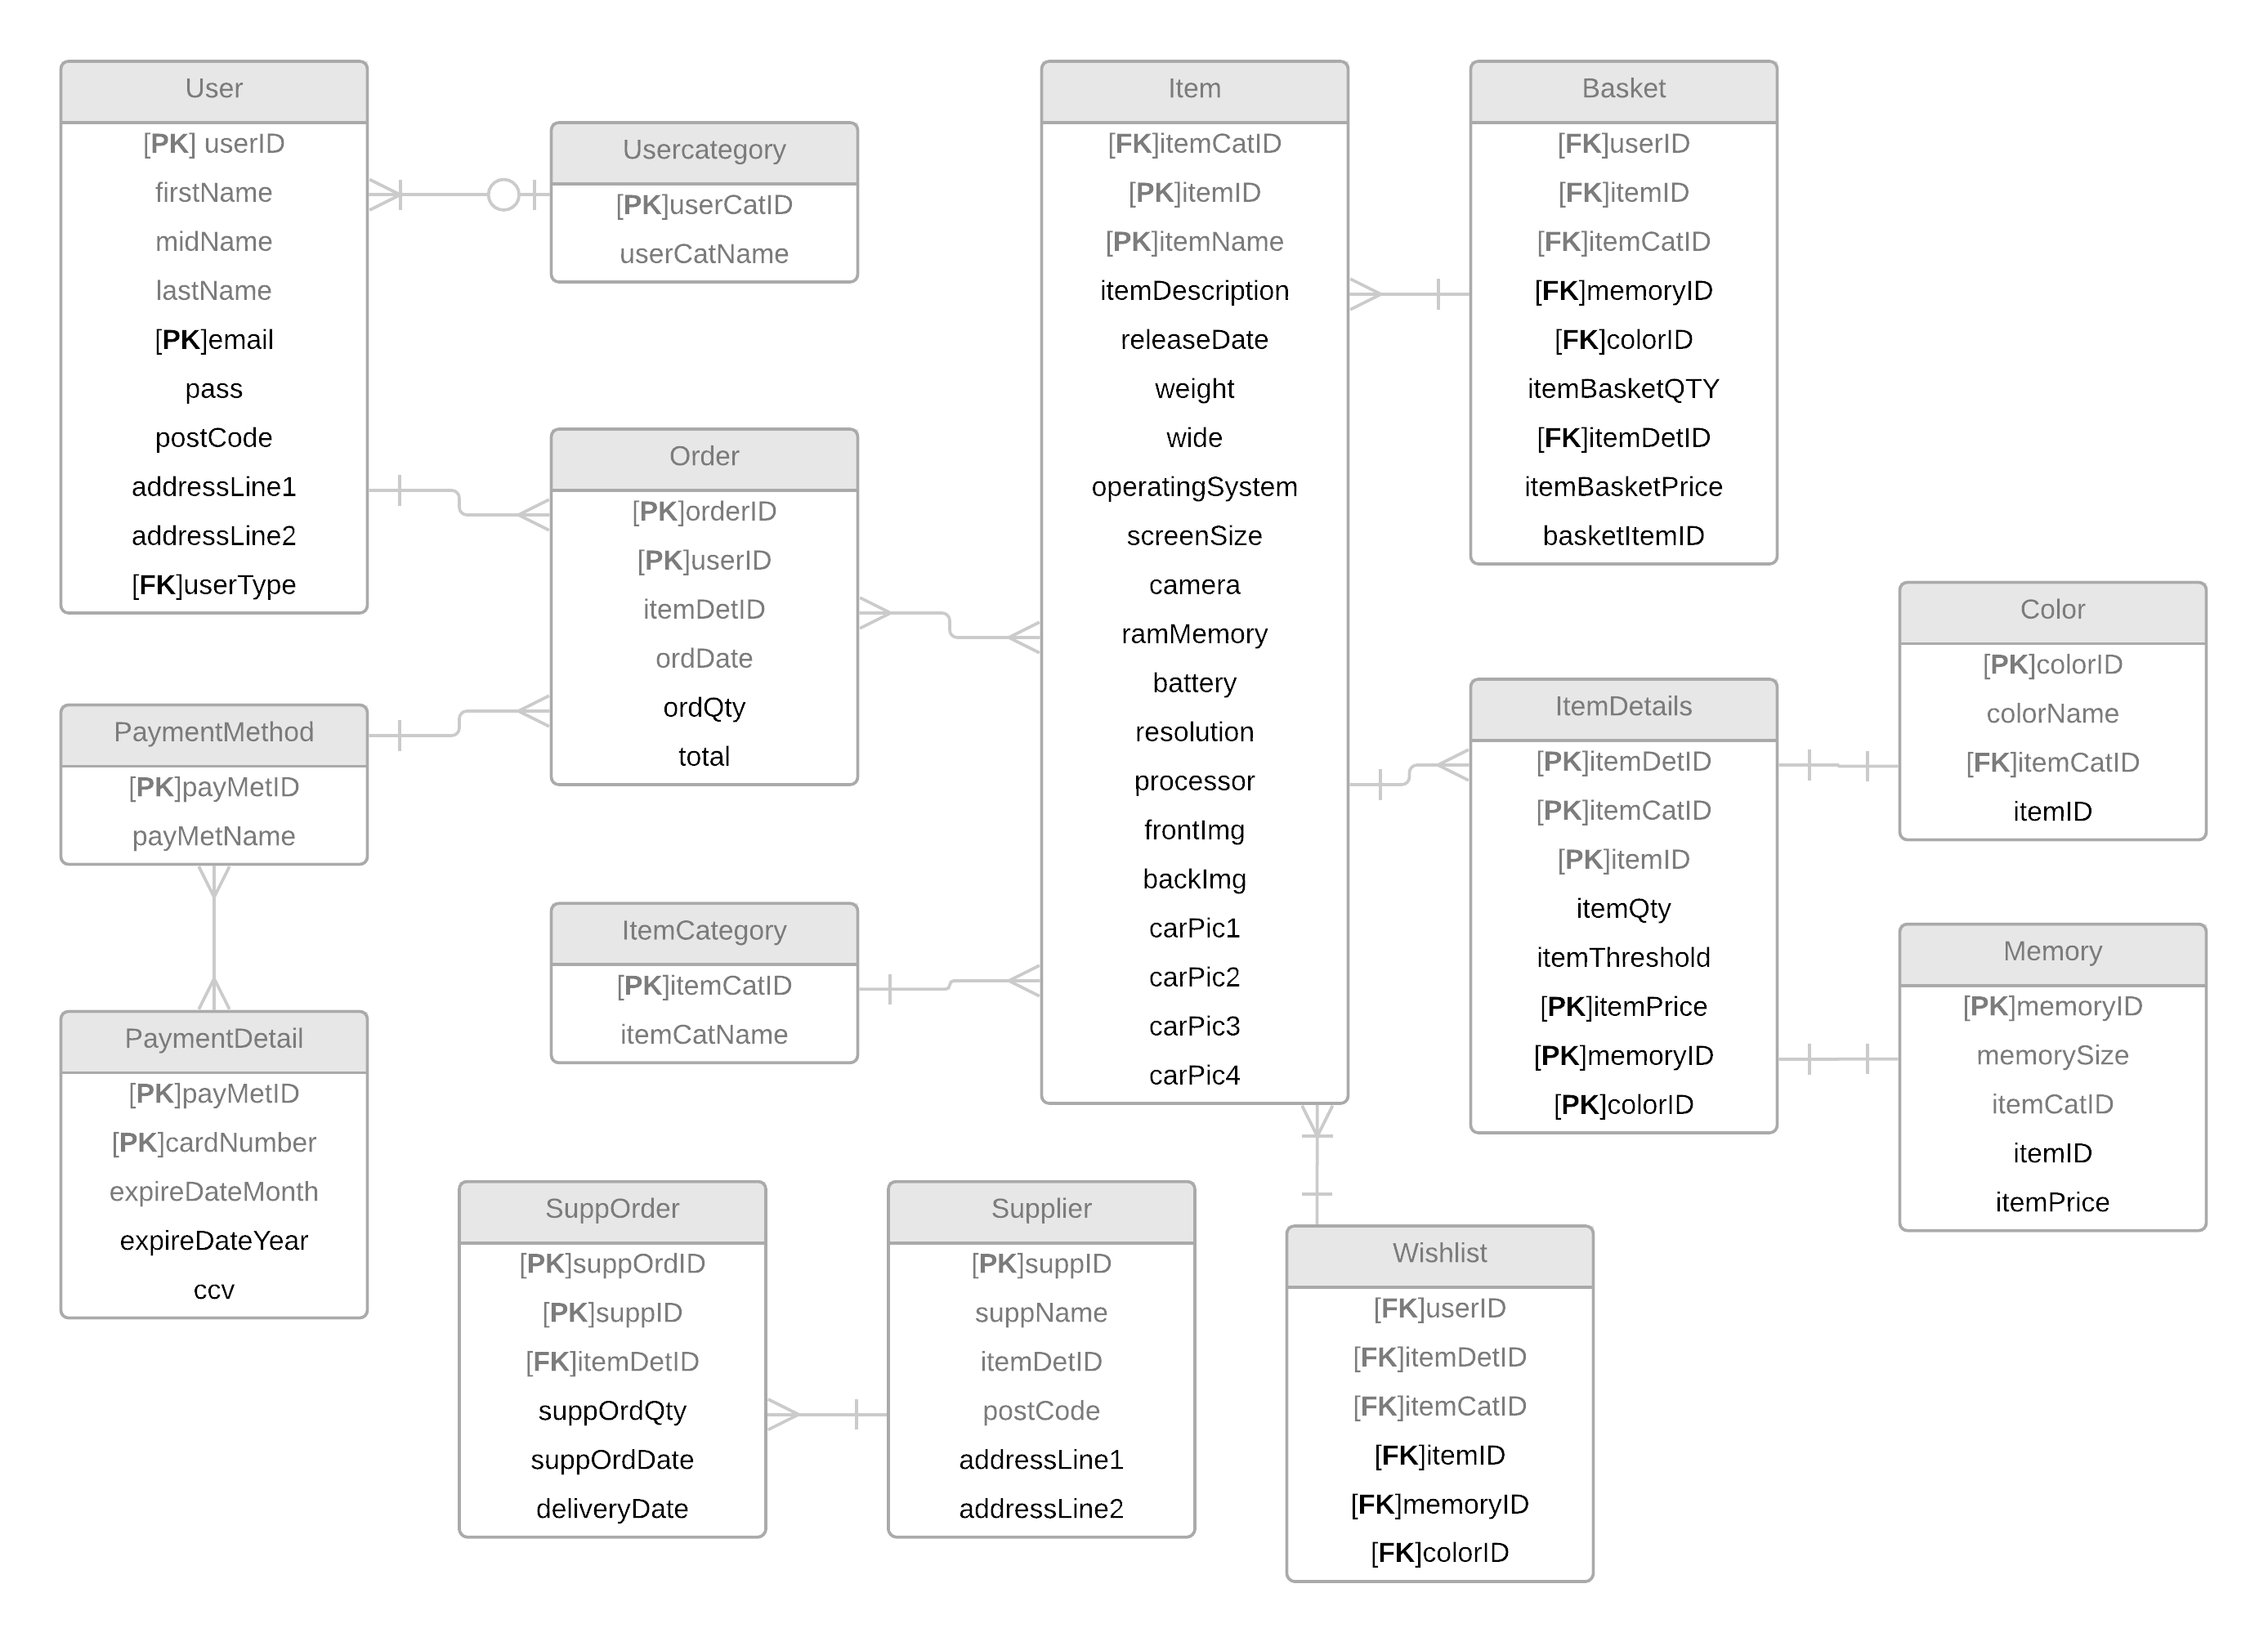 User
[PK] userID
firstName
midName
lastName
[PK]email
pass
postCode
addressLine1
addressLine2
[FK]userType
Usercategory
[PK]userCatID
userCatName
Order
[PK]orderID
[PK]userID
itemDetID
ordDate
ordQty
total
PaymentMethod
[PK]payMetID
payMetName
PaymentDetail
[PK]payMetID
[PK]cardNumber
expireDateMonth
expireDateYear
ccv
ItemCategory
[PK]itemCatID
itemCatName
SuppOrder
[PK]suppOrdID
[PK]suppID
[FK]itemDetID
suppOrdQty
suppOrdDate
deliveryDate
Supplier
[PK]suppID
suppName
itemDetID
postCode
addressLine1
addressLine2
Item
[FK]itemCatID
[PK]itemID
[PK]itemName
itemDescription
releaseDate
weight
wide
operatingSystem
screenSize
camera
ramMemory
battery
resolution
processor
frontImg
backImg
carPic1
carPic2
carPic3
carPic4
Basket
[FK]userID
[FK]itemID
[FK]itemCatID
[FK]memoryID
[FK]colorID
itemBasketQTY
[FK]itemDetID
itemBasketPrice
basketItemID
ItemDetails
[PK]itemDetID
[PK]itemCatID
[PK]itemID
itemQty
itemThreshold
[PK]itemPrice
[PK]memoryID
[PK]colorID
Wishlist
[FK]userID
[FK]itemDetID
[FK]itemCatID
[FK]itemID
[FK]memoryID
[FK]colorID
Color
[PK]colorID
colorName
[FK]itemCatID
itemID
Memory
[PK]memoryID
memorySize
itemCatID
itemID
itemPrice